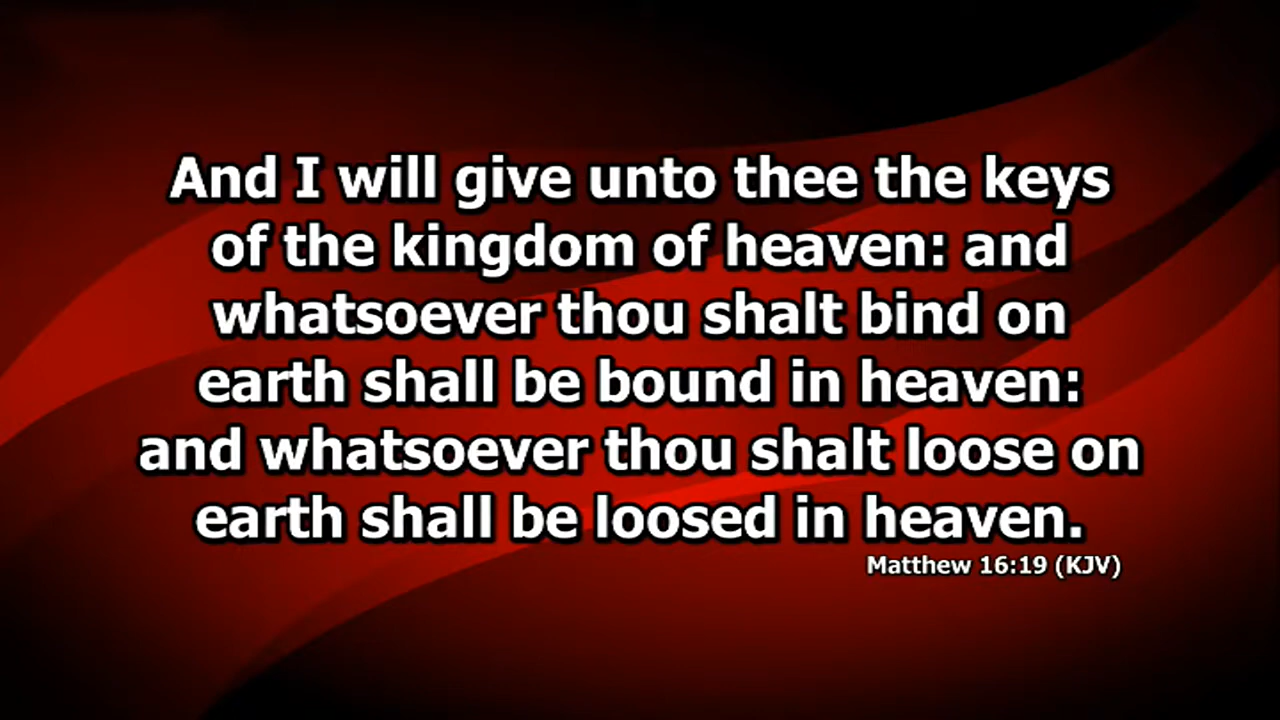 And I will give unto thee the keys
of the kingdom of heaven: and
whatsoever thou shalt bind on
earth shall be bound in heaven:
and whatsoever thou shalt loose on
earth shall be loosed in heaven.
Matthew 16:19 (KJV)